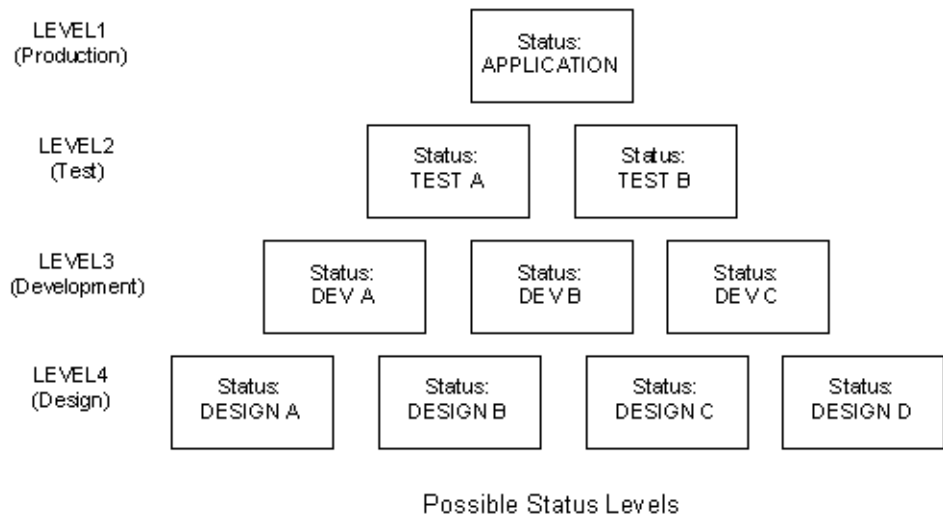 LEVEL1
(Production)
Status:
APPLICATION
LEVEL2
(Test)
Status:
TEST A
Status:
TEST B
LEVEL3
(Development)
Status:
DEV A
Status:
DEV B
Status:
DEV C
LEVEL4
(Design)
Status:
DESIGN A
Status:
DESIGN B
Status:
DESIGN C
Status:
DESIGN D
Possible Status Levels